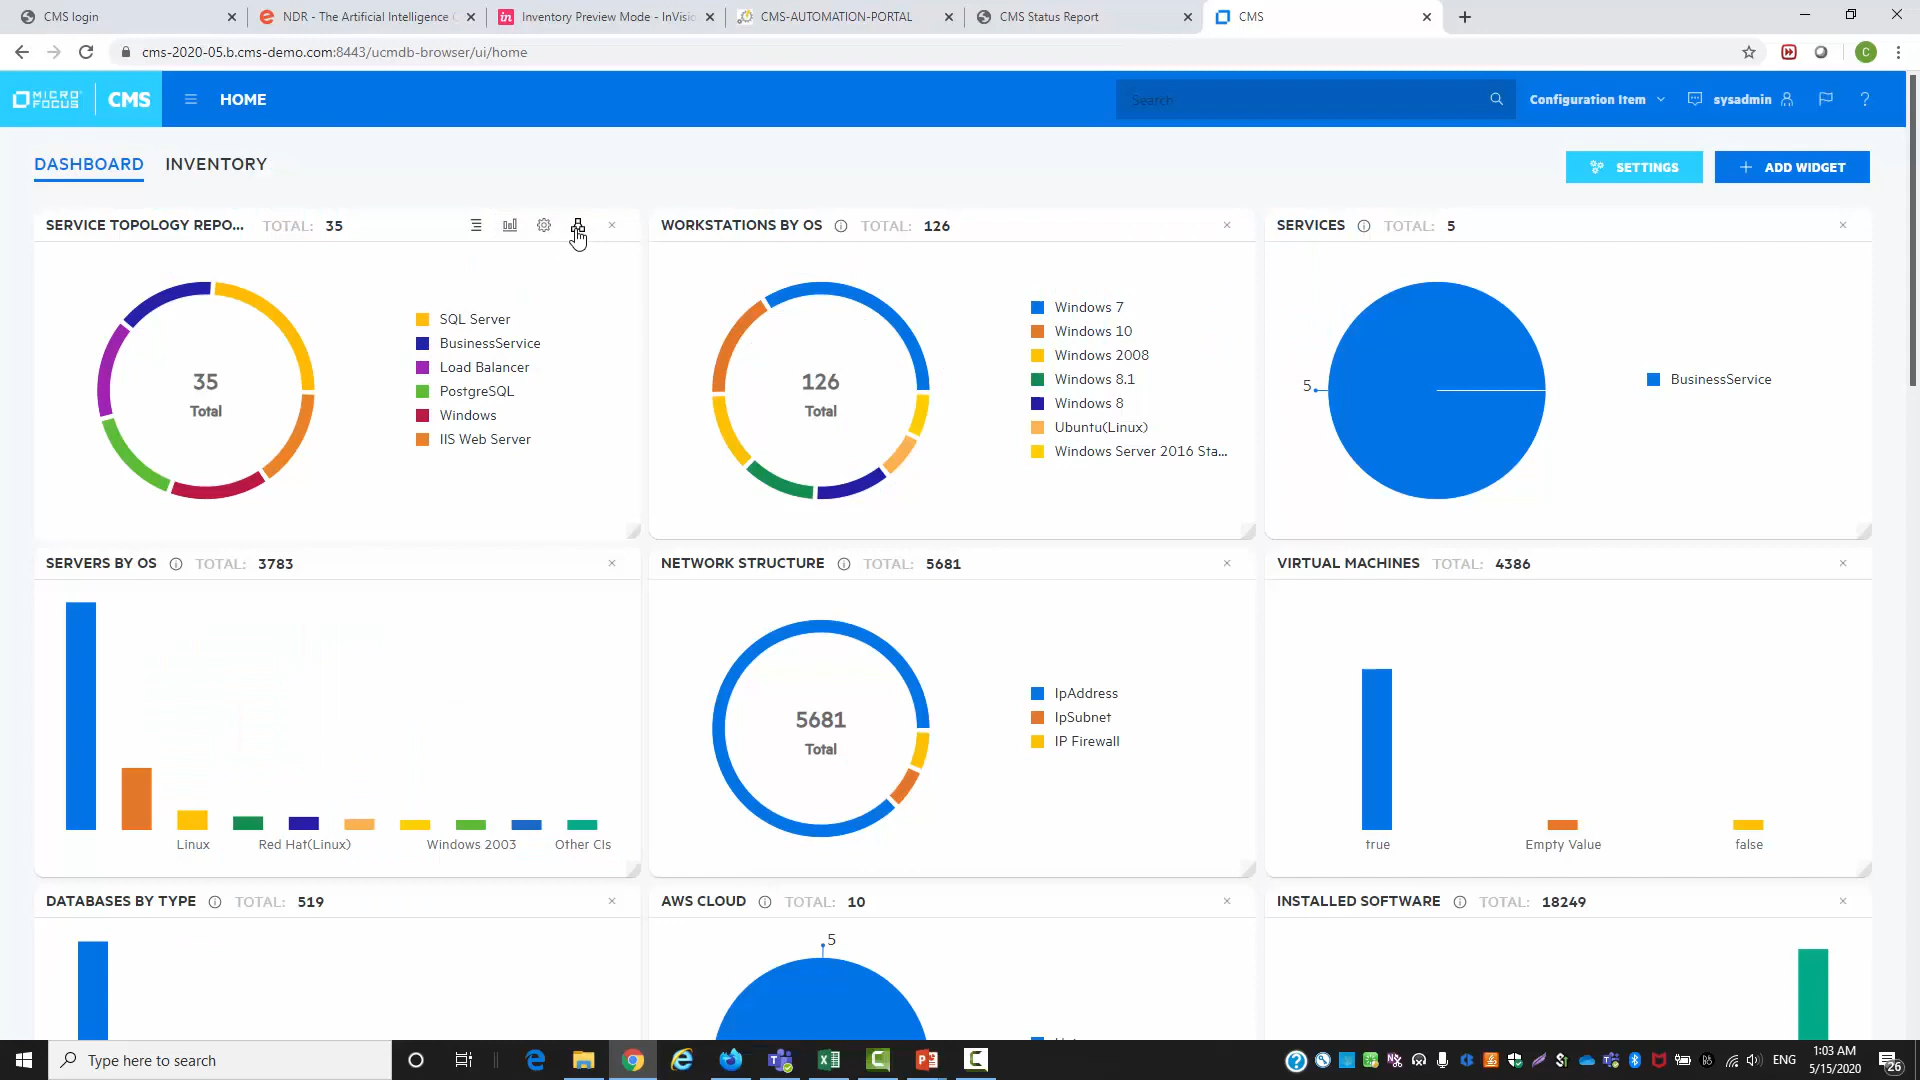 CMS login
NDR - The Artificial Intelligence
Inventory Preview Mode - InVisio
CMS-AUTOMATION-PORTAL
CMS Status Report
CMS
cms-2020-05.b.cms-demo.com:8443/ucmdb-browser/ui/home
C
MICRO FOCUS
CMS
HOME
Search
Configuration Item
sysadmin
?
DASHBOARD
INVENTORY
SETTINGS
+ ADD WIDGET
SERVICE TOPOLOGY REPO...
TOTAL: 35
35
Total
SQL Server
BusinessService
Load Balancer
PostgreSQL
Windows
IIS Web Server
WORKSTATIONS BY OS
TOTAL: 126
126
Total
Windows 7
Windows 10
Windows 2008
Windows 8.1
Windows 8
Ubuntu(Linux)
Windows Server 2016 Sta...
SERVICES
TOTAL: 5
5
BusinessService
SERVERS BY OS
TOTAL: 3783
Linux
Red Hat(Linux)
Windows 2003
Other CIs
NETWORK STRUCTURE
TOTAL: 5681
5681
Total
IpAddress
IpSubnet
IP Firewall
VIRTUAL MACHINES
TOTAL: 4386
true
Empty Value
false
DATABASES BY TYPE
TOTAL: 519
AWS CLOUD
TOTAL: 10
5
INSTALLED SOFTWARE
TOTAL: 18249
Type here to search
ENG
1:03 AM
5/15/2020
26